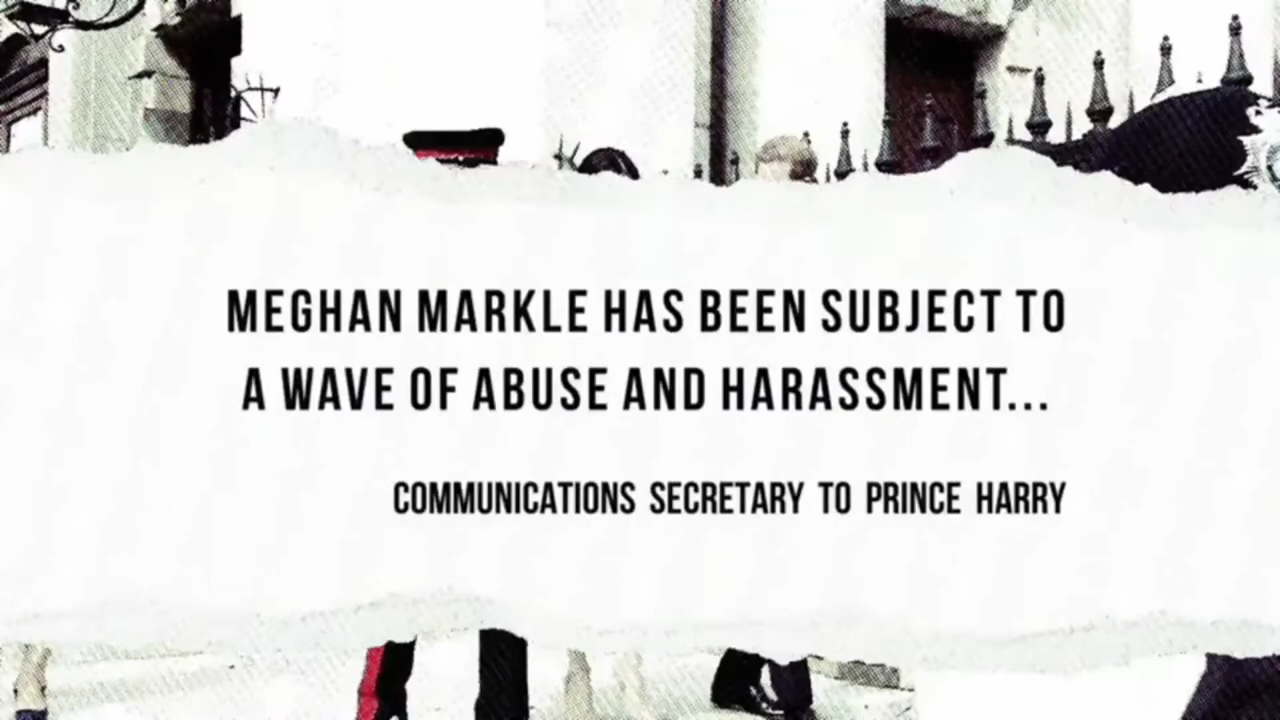 MEGHAN MARKLE HAS BEEN SUBJECT TO
A WAVE OF ABUSE AND HARASSMENT...
COMMUNICATIONS SECRETARY TO PRINCE HARRY